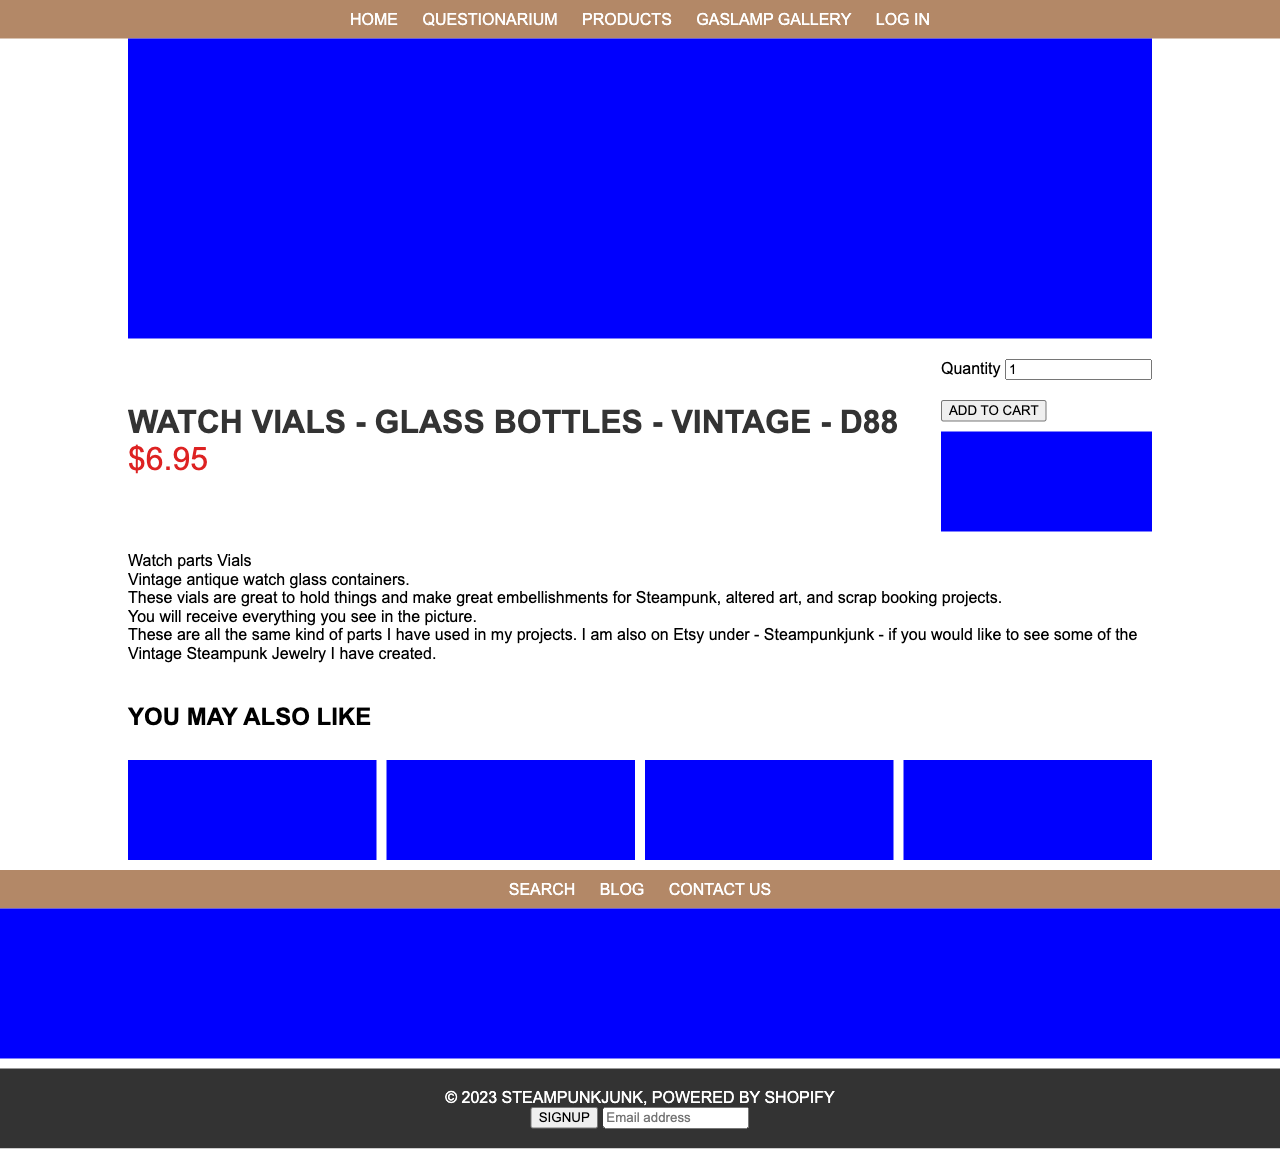 HOME QUESTIONARIUM PRODUCTS GASLAMP GALLERY LOG IN
Quantity 1
ADD TO CART
WATCH VIALS - GLASS BOTTLES - VINTAGE - D88
$6.95
Watch parts Vials
Vintage antique watch glass containers.
These vials are great to hold things and make great embellishments for Steampunk, altered art, and scrap booking projects.
You will receive everything you see in the picture.
These are all the same kind of parts I have used in my projects. I am also on Etsy under - Steampunkjunk - if you would like to see some of the
Vintage Steampunk Jewelry I have created.
YOU MAY ALSO LIKE
SEARCH BLOG CONTACT US
© 2023 STEAMPUNKJUNK, POWERED BY SHOPIFY
SIGNUP Email address